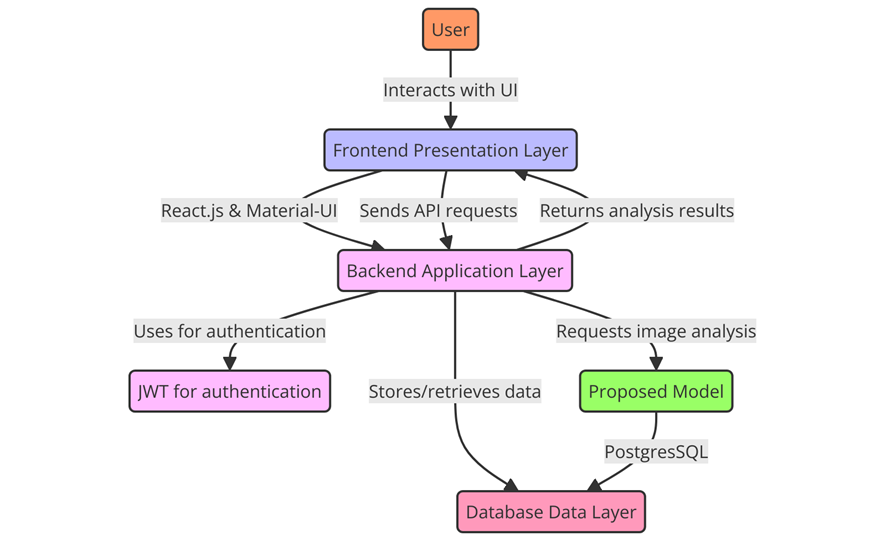 User
Interacts with UI
Frontend Presentation Layer
React.js & Material-UI
Sends API requests
Returns analysis results
Backend Application Layer
Uses for authentication
Requests image analysis
JWT for authentication
Stores/retrieves data
Proposed Model
PostgresSQL
Database Data Layer